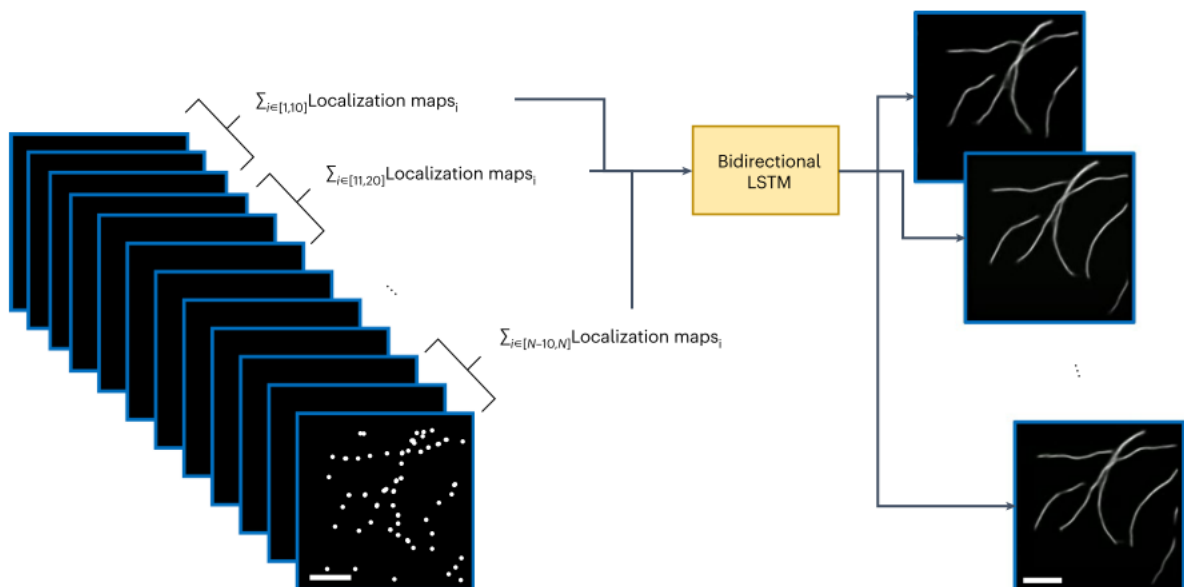 ∑i∈[1,10]Localization mapsi
∑i∈[11,20]Localization mapsi
Bidirectional
LSTM
∑i∈[N–10,N]Localization mapsi